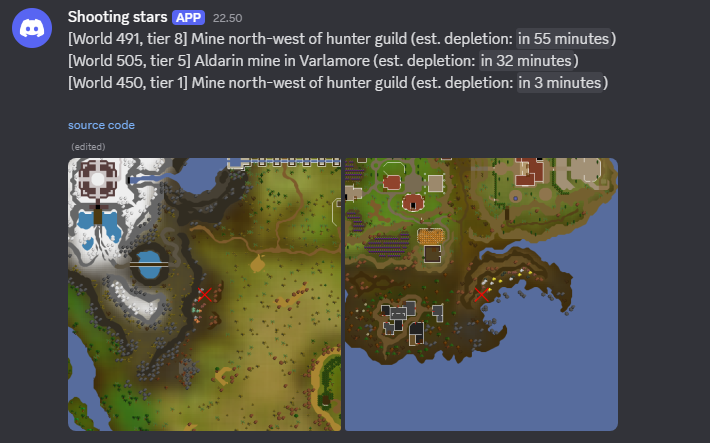 Shooting stars APP 22.50
[World 491, tier 8] Mine north-west of hunter guild (est. depletion: in 55 minutes)
[World 505, tier 5] Aldarin mine in Varlamore (est. depletion: in 32 minutes)
[World 450, tier 1] Mine north-west of hunter guild (est. depletion: in 3 minutes)
source code
(edited)